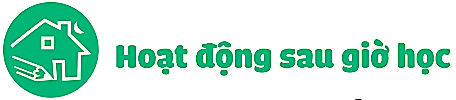 Hoạt động sau giờ học